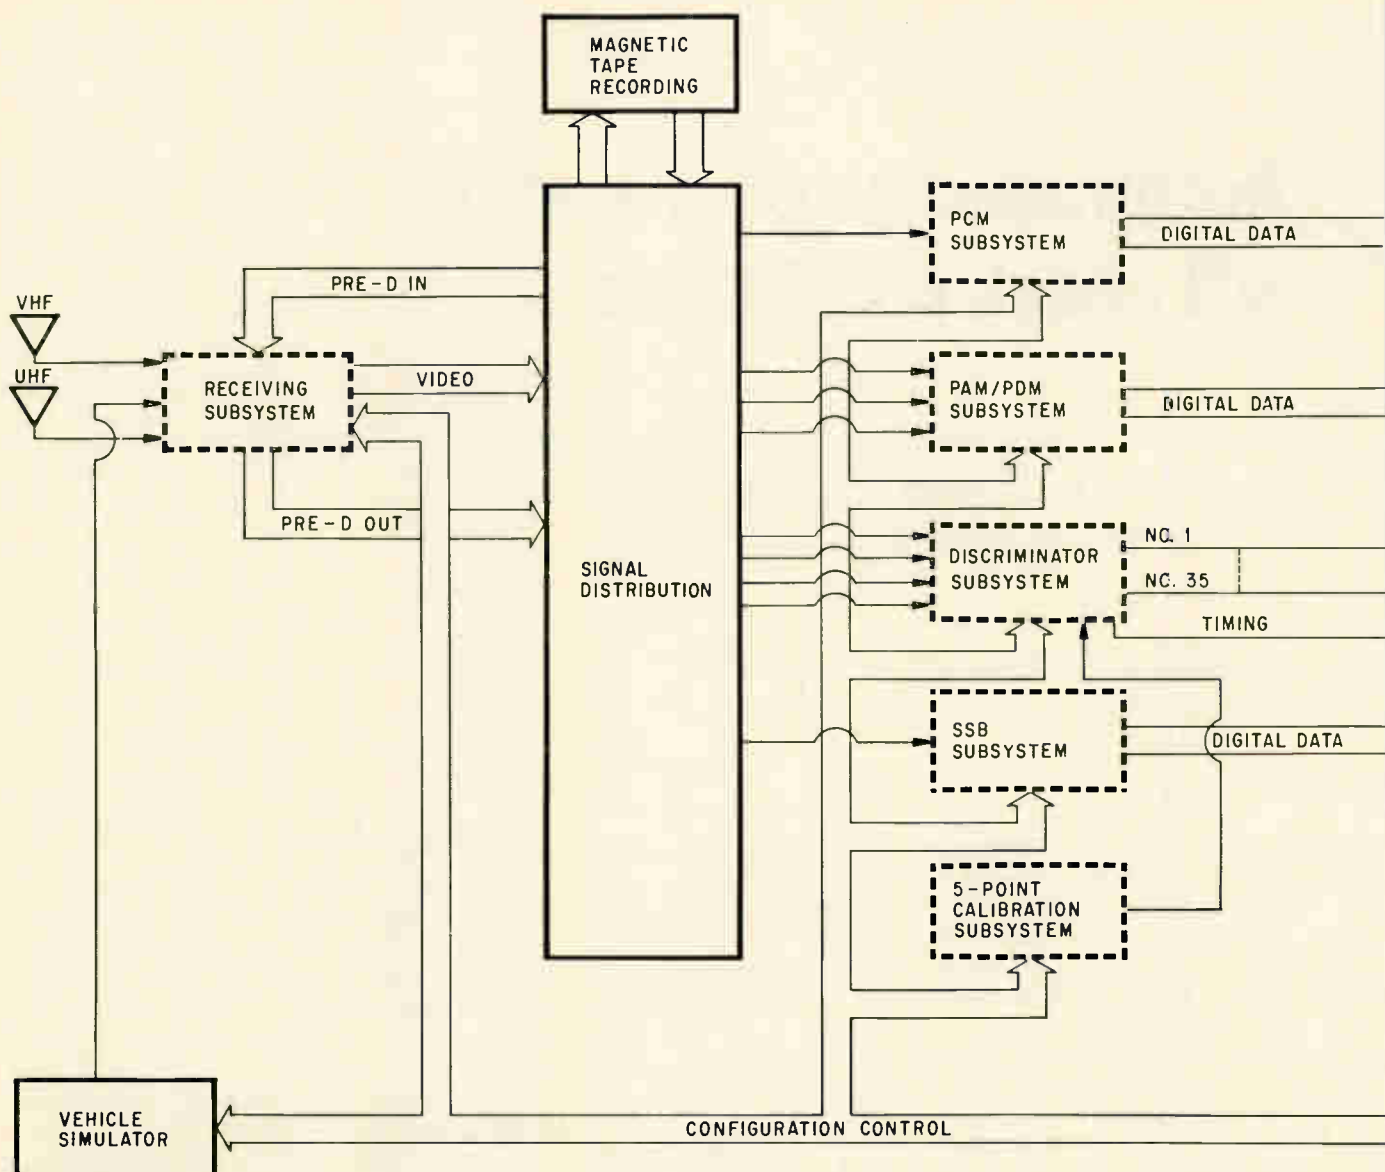 MAGNETIC
TAPE
RECORDING
PCM
SUBSYSTEM
DIGITAL DATA
PRE-D IN
VHF
UHF
RECEIVING
SUBSYSTEM
VIDEO
PAM/PDM
SUBSYSTEM
DIGITAL DATA
PRE-D OUT
SIGNAL
DISTRIBUTION
DISCRIMINATOR
SUBSYSTEM
NO. 1
NO. 35
TIMING
SSB
SUBSYSTEM
DIGITAL DATA
5-POINT
CALIBRATION
SUBSYSTEM
VEHICLE
SIMULATOR
CONFIGURATION CONTROL